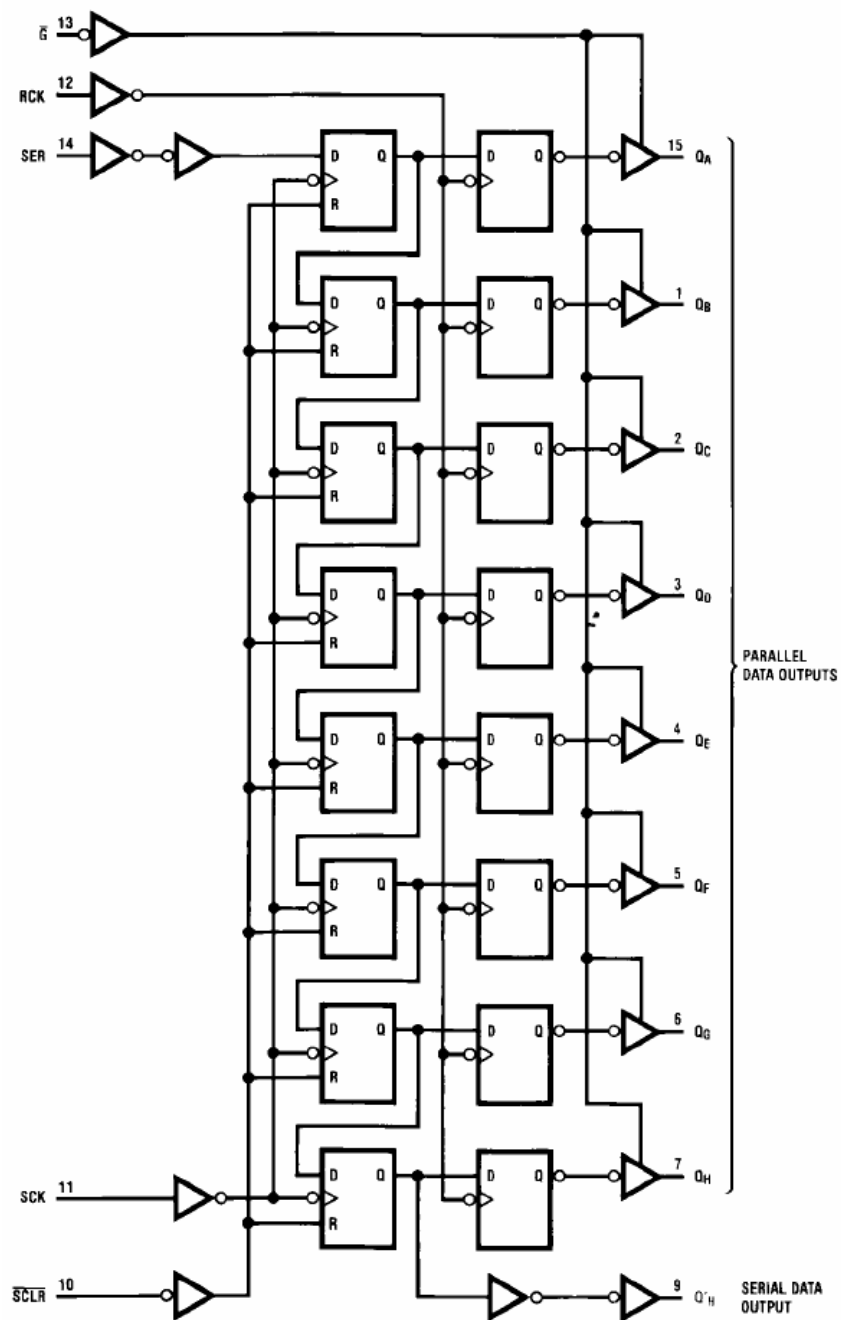 G̅ 13
RCK 12
SER 14
D Q
R
D Q
15 QA
D Q
R
D Q
1 QB
D Q
R
D Q
2 QC
D Q
R
D Q
3 QD
D Q
R
D Q
4 QE
D Q
R
D Q
5 QF
D Q
R
D Q
6 QG
D Q
R
D Q
7 QH
PARALLEL
DATA OUTPUTS
SCK 11
S̅C̅L̅R̅ 10
9 Q'H
SERIAL DATA
OUTPUT